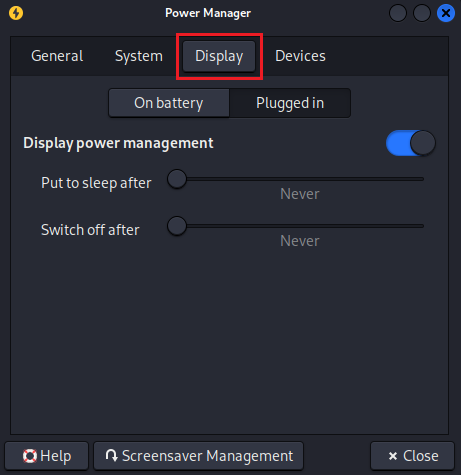 Power Manager
General System Display Devices
On battery Plugged in
Display power management
Put to sleep after
Never
Switch off after
Never
Help Screensaver Management Close